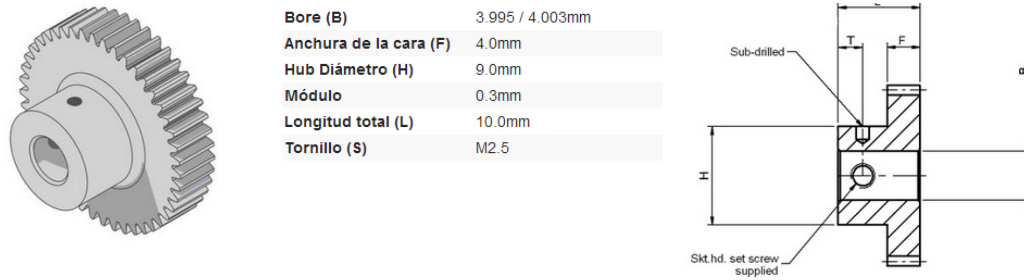 Bore (B) 3.995 / 4.003mm
Anchura de la cara (F) 4.0mm
Hub Diámetro (H) 9.0mm
Módulo 0.3mm
Longitud total (L) 10.0mm
Tornillo (S) M2.5
T
F
Sub-drilled
H
Skt.hd. set screw
supplied